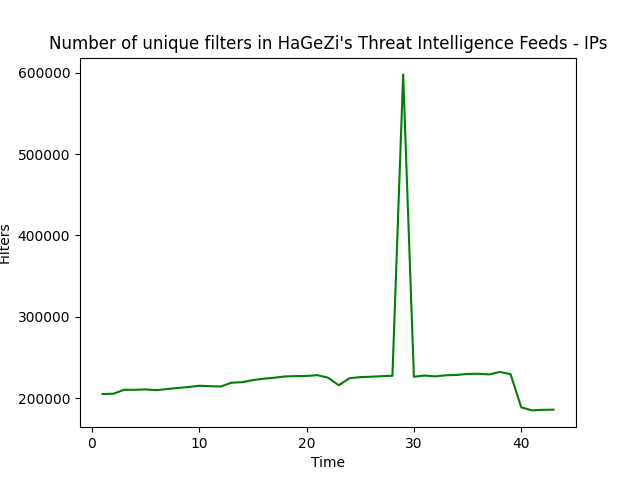 Number of unique filters in HaGeZi's Threat Intelligence Feeds - IPs
600000
500000
400000
300000
200000
Filters
0 10 20 30 40
Time